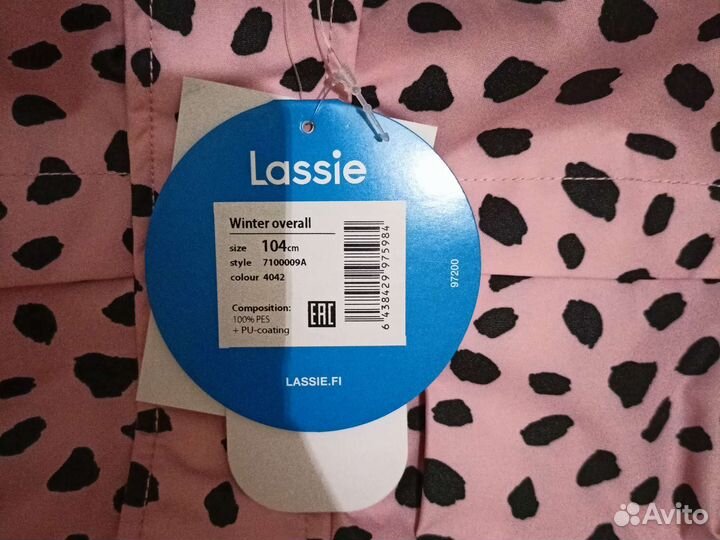 Lassie
Winter overall
size 104cm
style 7100009A
colour 4042
Composition:
100% PES
+ PU-coating
EAC
6 438429 975984
97200
LASSIE.FI
Avito